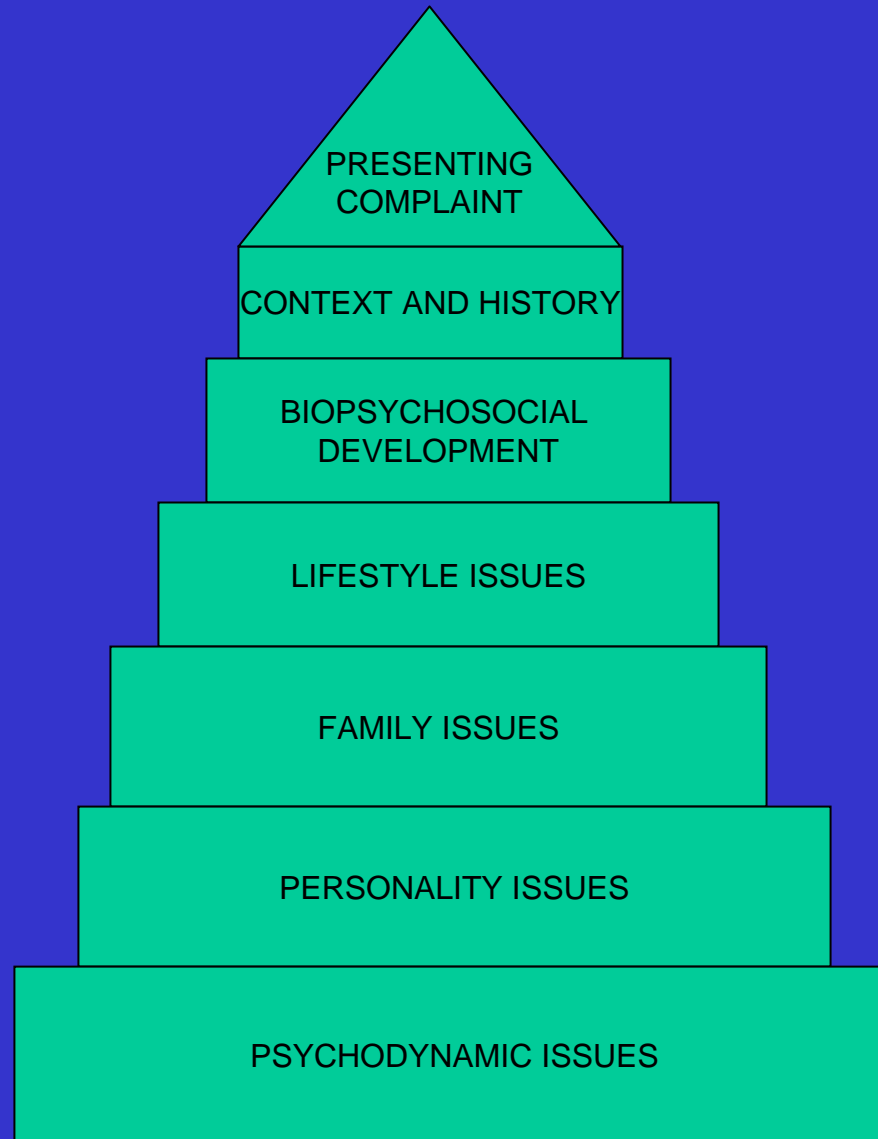 PRESENTING
COMPLAINT
CONTEXT AND HISTORY
BIOPSYCHOSOCIAL
DEVELOPMENT
LIFESTYLE ISSUES
FAMILY ISSUES
PERSONALITY ISSUES
PSYCHODYNAMIC ISSUES